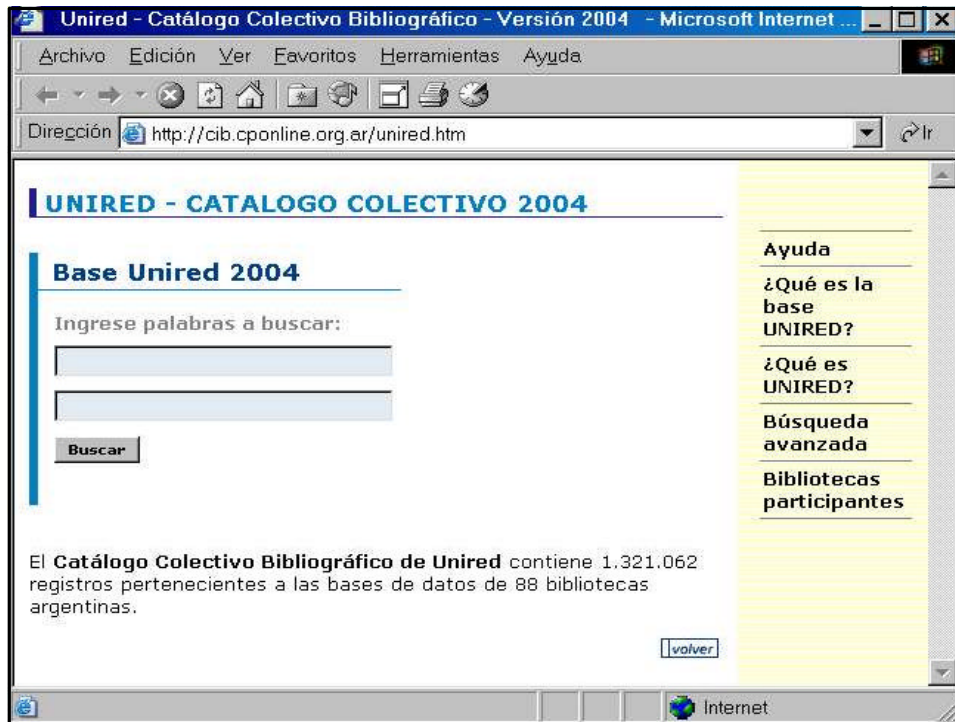 Unired - Catálogo Colectivo Bibliográfico - Versión 2004 - Microsoft Internet ...
Archivo Edición Ver Favoritos Herramientas Ayuda
Dirección http://cib.cponline.org.ar/unired.htm Ir
UNIRED - CATALOGO COLECTIVO 2004
Base Unired 2004
Ingrese palabras a buscar:
Buscar
El Catálogo Colectivo Bibliográfico de Unired contiene 1.321.062
registros pertenecientes a las bases de datos de 88 bibliotecas
argentinas.
volver
Ayuda
¿Qué es la
base
UNIRED?
¿Qué es
UNIRED?
Búsqueda
avanzada
Bibliotecas
participantes
Internet